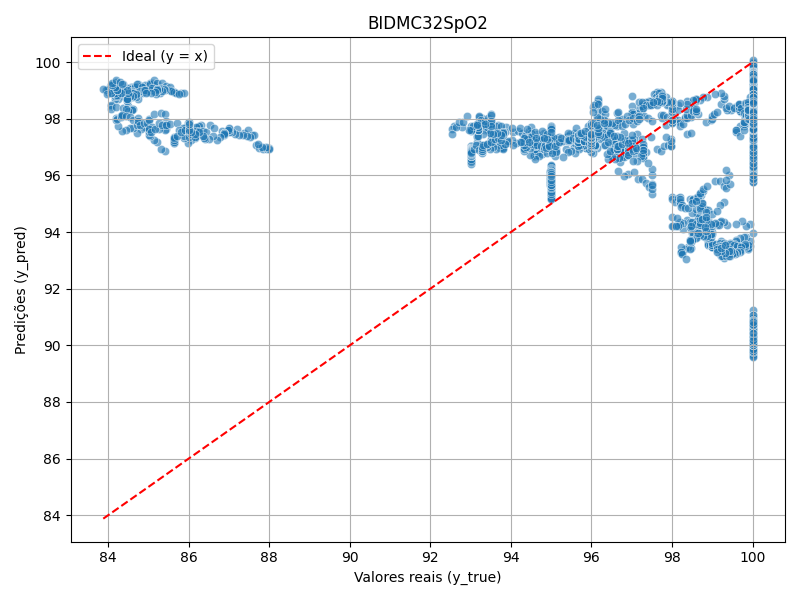 BIDMC32SpO2
Ideal (y = x)
Predições (y_pred)
100
98
96
94
92
90
88
86
84
84 86 88 90 92 94 96 98 100
Valores reais (y_true)